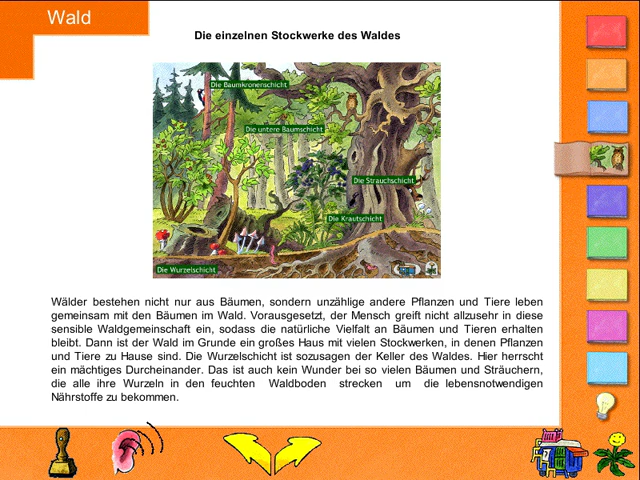 Wald
Die einzelnen Stockwerke des Waldes
Die Baumkronenschicht
Die untere Baumschicht
Die Strauchschicht
Die Krautschicht
Die Wurzelschicht
Wälder bestehen nicht nur aus Bäumen, sondern unzählige andere Pflanzen und Tiere leben
gemeinsam mit den Bäumen im Wald. Vorausgesetzt, der Mensch greift nicht allzusehr in diese
sensible Waldgemeinschaft ein, sodass die natürliche Vielfalt an Bäumen und Tieren erhalten
bleibt. Dann ist der Wald im Grunde ein großes Haus mit vielen Stockwerken, in denen Pflanzen
und Tiere zu Hause sind. Die Wurzelschicht ist sozusagen der Keller des Waldes. Hier herrscht
ein mächtiges Durcheinander. Das ist auch kein Wunder bei so vielen Bäumen und Sträuchern,
die alle ihre Wurzeln in den feuchten Waldboden strecken um die lebensnotwendigen
Nährstoffe zu bekommen.